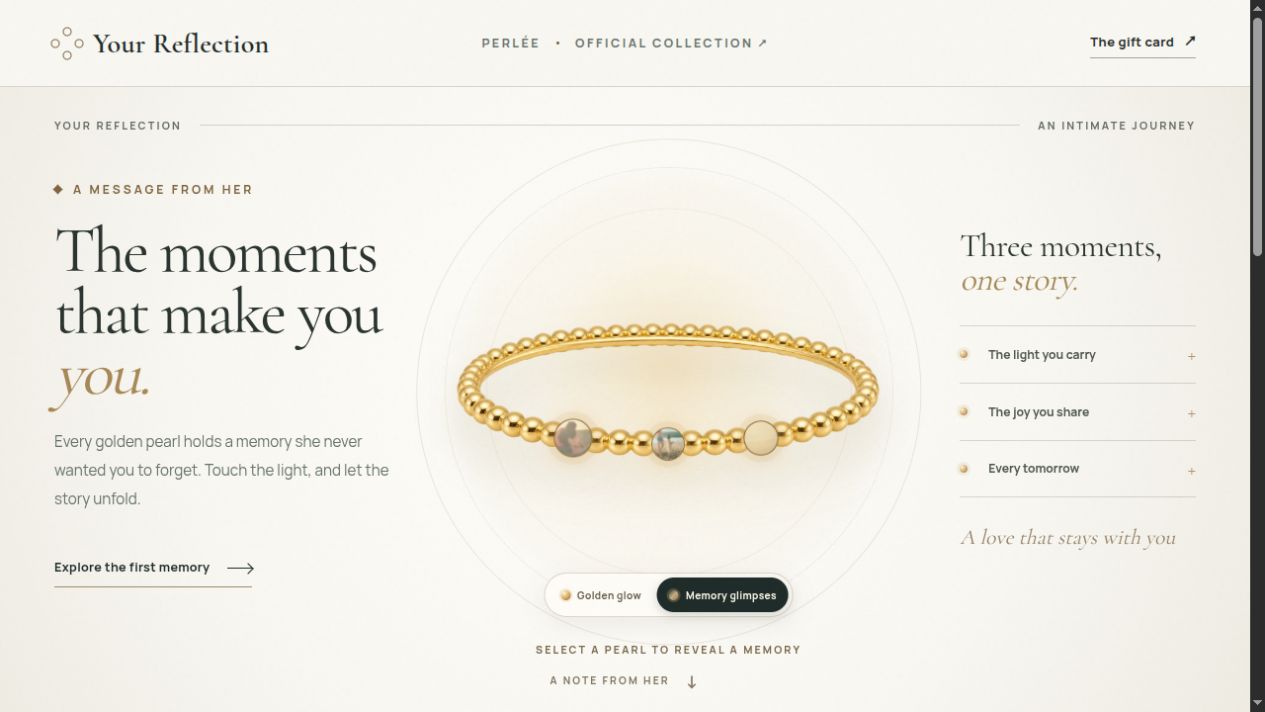 Your Reflection
PERLÉE • OFFICIAL COLLECTION ↗
The gift card ↗
YOUR REFLECTION
AN INTIMATE JOURNEY
◆ A MESSAGE FROM HER
The moments
that make you
you.
Every golden pearl holds a memory she never
wanted you to forget. Touch the light, and let the
story unfold.
Explore the first memory →
Golden glow
Memory glimpses
SELECT A PEARL TO REVEAL A MEMORY
A NOTE FROM HER ↓
Three moments,
one story.
The light you carry +
The joy you share +
Every tomorrow +
A love that stays with you